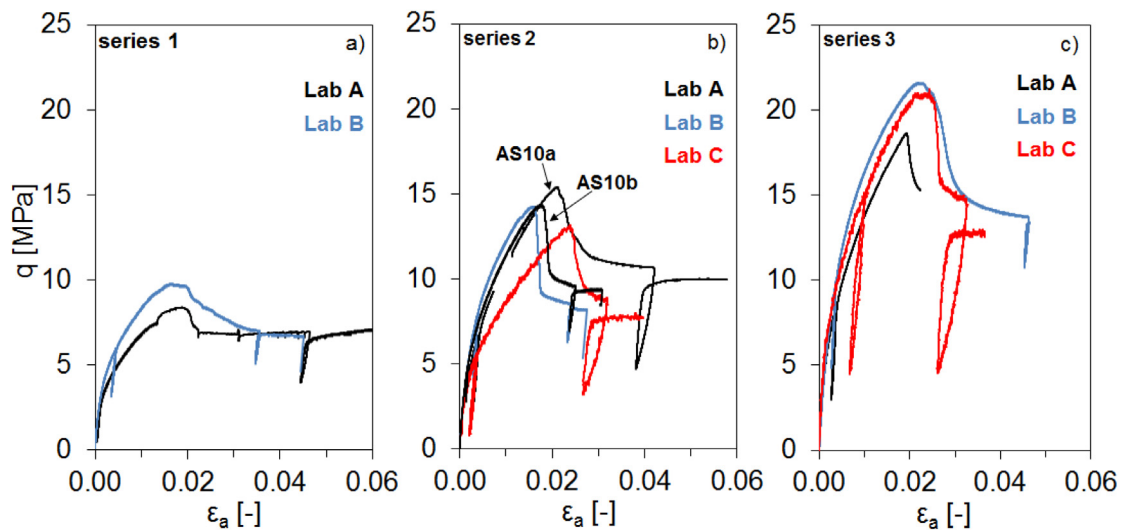 25
series 1
a)
20
Lab A
Lab B
15
q [MPa]
10
5
0
0.00 0.02 0.04 0.06
εa [-]
25
series 2
b)
20
Lab A
Lab B
Lab C
AS10a
AS10b
15
10
5
0
0.00 0.02 0.04 0.06
εa [-]
25
series 3
c)
20
Lab A
Lab B
Lab C
15
10
5
0
0.00 0.02 0.04 0.06
εa [-]